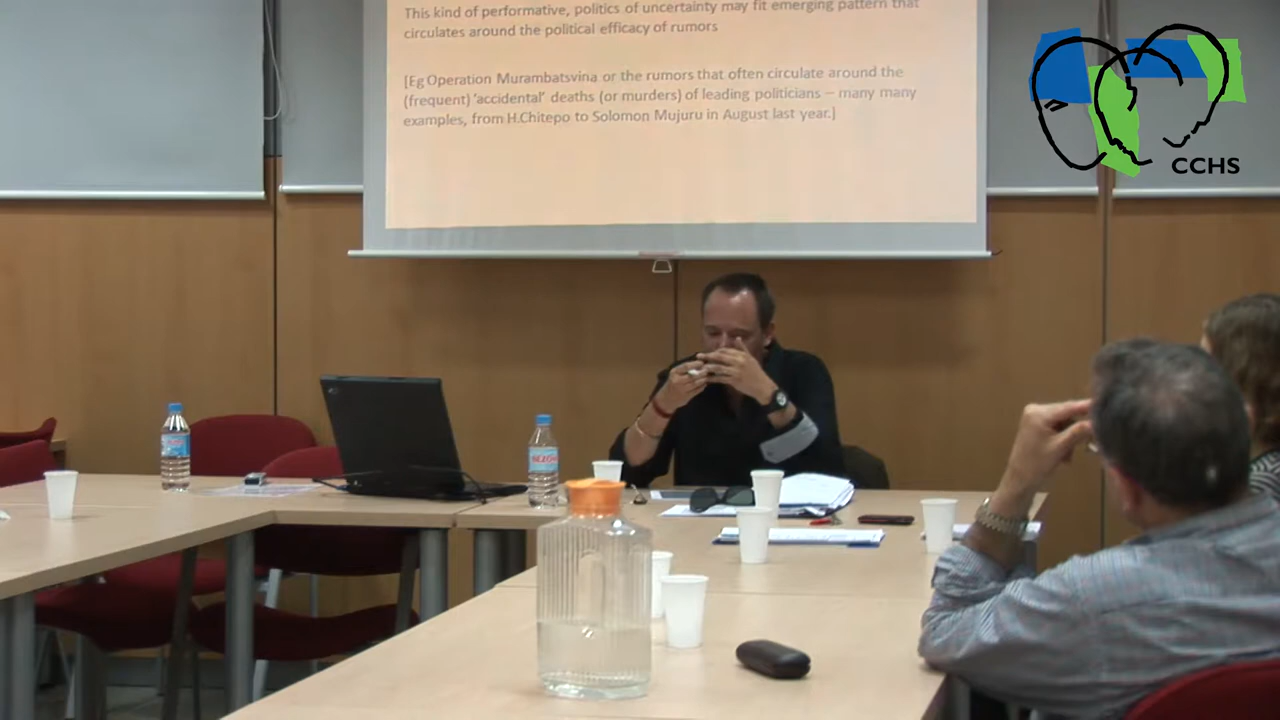 This kind of performative, politics of uncertainty may fit emerging pattern that
circulates around the political efficacy of rumors
[Eg Operation Murambatsvina or the rumors that often circulate around the
(frequent) 'accidental' deaths (or murders) of leading politicians – many many
examples, from H.Chitepo to Solomon Mujuru in August last year.]
CCHS